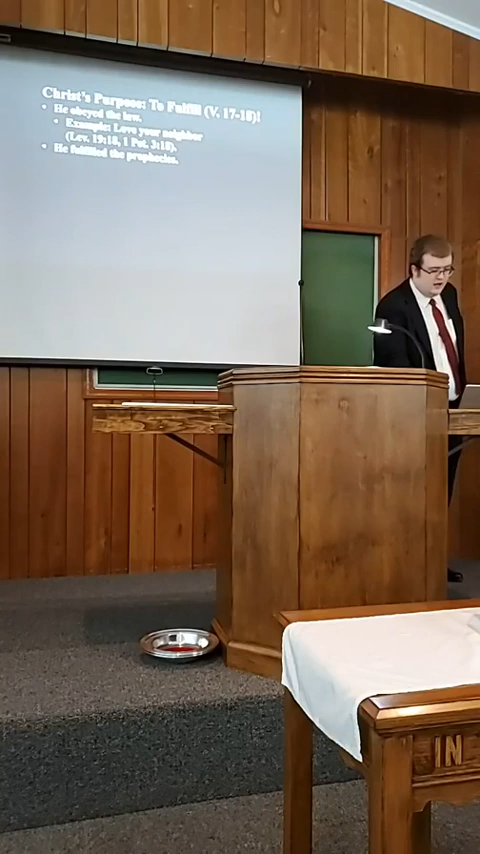 Christ's Purpose: To Fulfill (V. 17-18)!
• He obeyed the law.
• Example: Love your neighbor
(Lev. 19:18, 1 Pet. 3:18).
• He fulfilled the prophecies.
IN